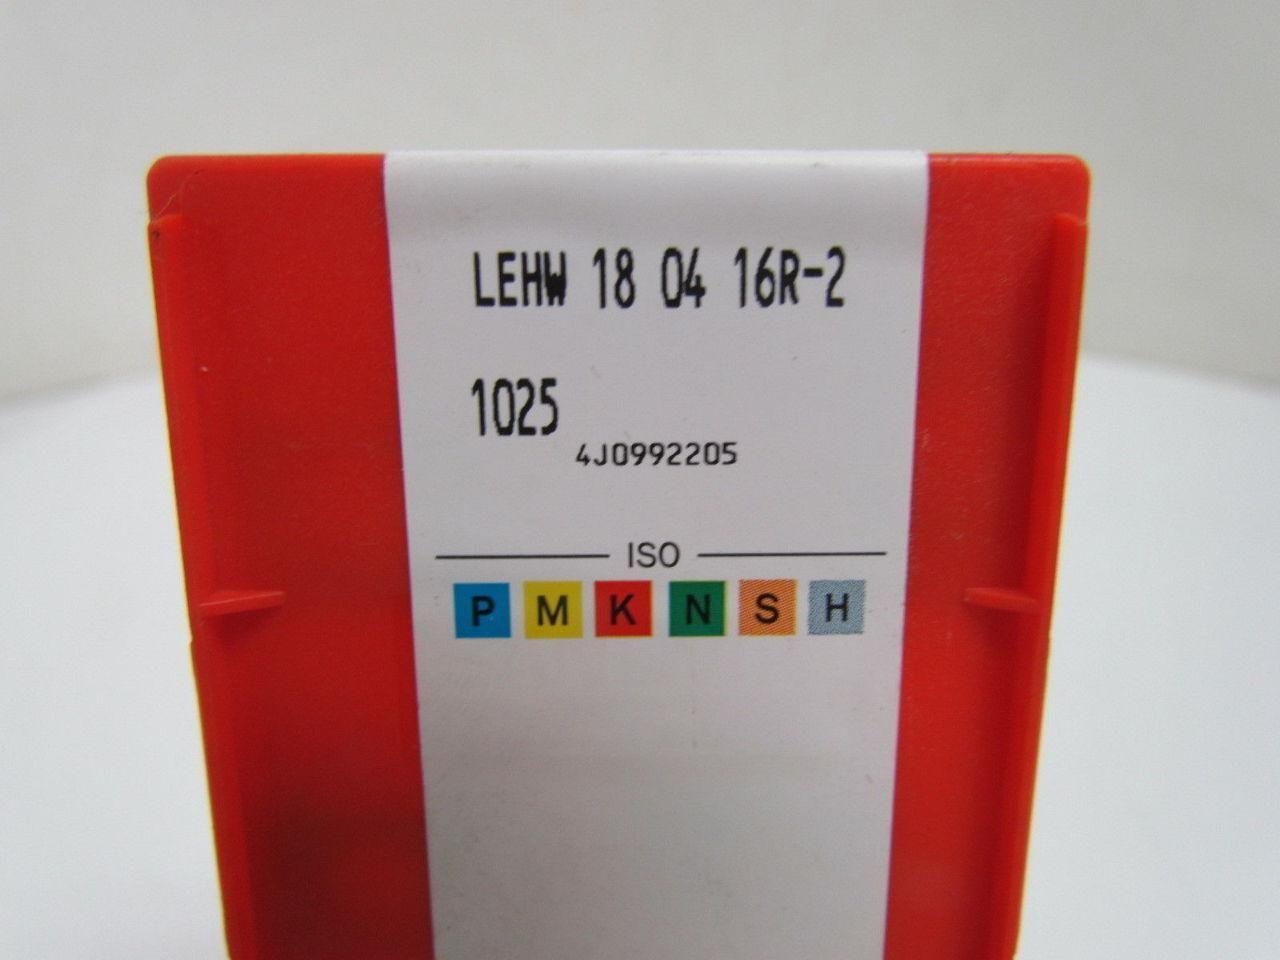 LEHW 18 04 16R-2
1025
4J0992205
ISO
P M K N S H